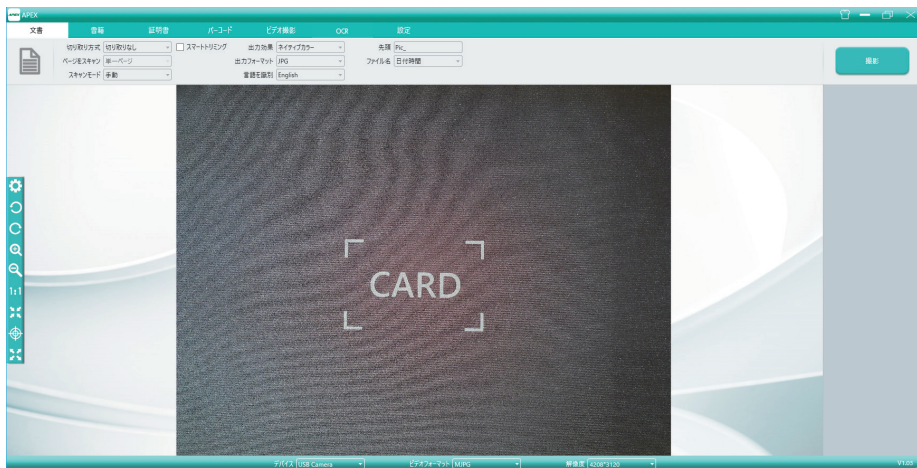 APEX APEX
文書 書籍 証明書 バーコード ビデオ撮影 OCR 設定
切り取り方式 切り取りなし スマートトリミング 出力効果 ネイティブカラー 先頭 Pic_
ページをスキャン 単一ページ 出力フォーマット JPG ファイル名 日付時間
スキャンモード 手動 言語を識別 English
撮影
1:1
CARD
デバイス USB Camera ビデオフォーマット MJPG 解像度 4208*3120 V1.03